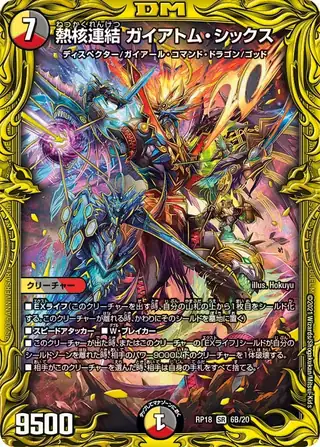 DM
7
ねつかくれんけつ
熱核連結 ガイアトム・シックス
ディスペクター/ガイアール・コマンド・ドラゴン/ゴッド
illus. Hokuyu
クリーチャー
■EXライフ(このクリーチャーを出す時、自分の山札の上から1枚目をシールド化
する。このクリーチャーが離れる時、かわりにそのシールドを墓地に置く)
■スピードアタッカー ■W・ブレイカー
■このクリーチャーが出た時またはこのクリーチャーのEXライフシールドが自
分のシールドゾーンを離れた時、相手のパワー9000以下のクリーチャーを1体破壊する。
■相手がこのクリーチャーを選んだ時、相手は自身の手札をすべて捨てる。
9500
1
RP18 SR 6B/20